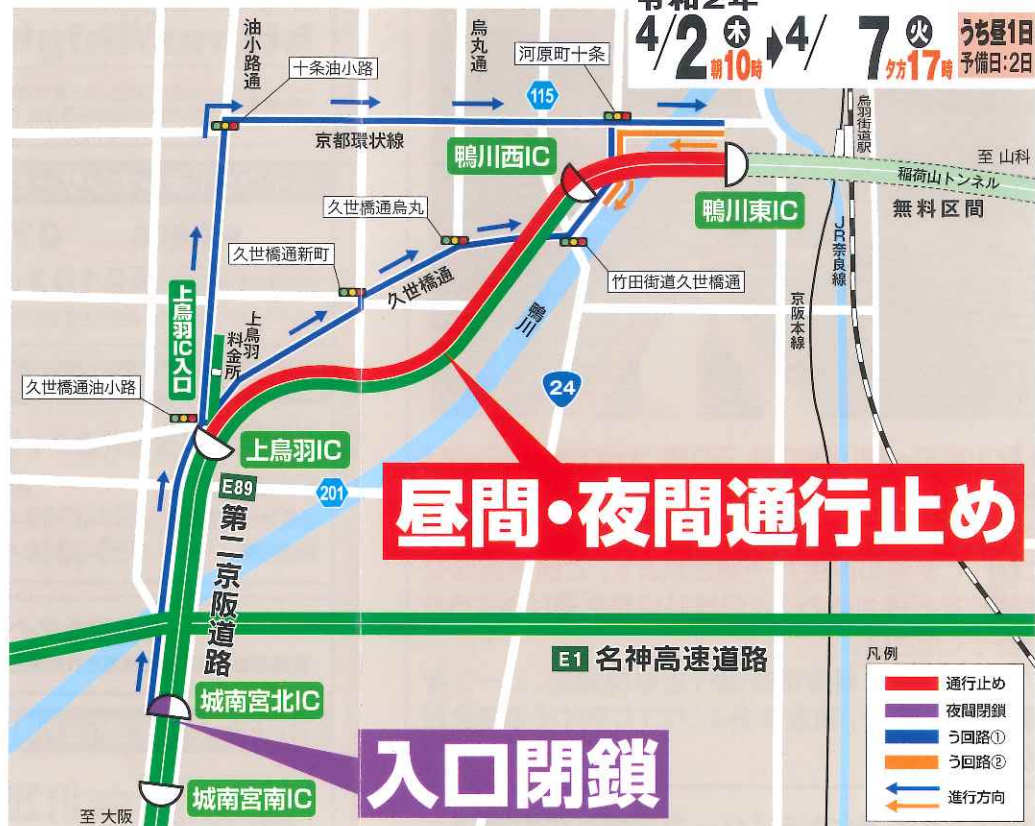 令和2年
4/2 木 朝10時 4/7 火 夕方17時
うち昼1日
予備日:2日
油小路通
烏丸通
河原町十条
十条油小路
115
鳥羽街道駅
京都環状線
鴨川西IC
至 山科
稲荷山トンネル
鴨川東IC
無料区間
久世橋通烏丸
久世橋通新町
久世橋通
竹田街道久世橋通
JR奈良線
京阪本線
上鳥羽IC入口
上鳥羽料金所
鴨川
24
久世橋通油小路
上鳥羽IC
E89
第二京阪道路
201
昼間・夜間通行止め
E1 名神高速道路
城南宮北IC
入口閉鎖
城南宮南IC
至 大阪
凡例
通行止め
夜間閉鎖
う回路①
う回路②
進行方向